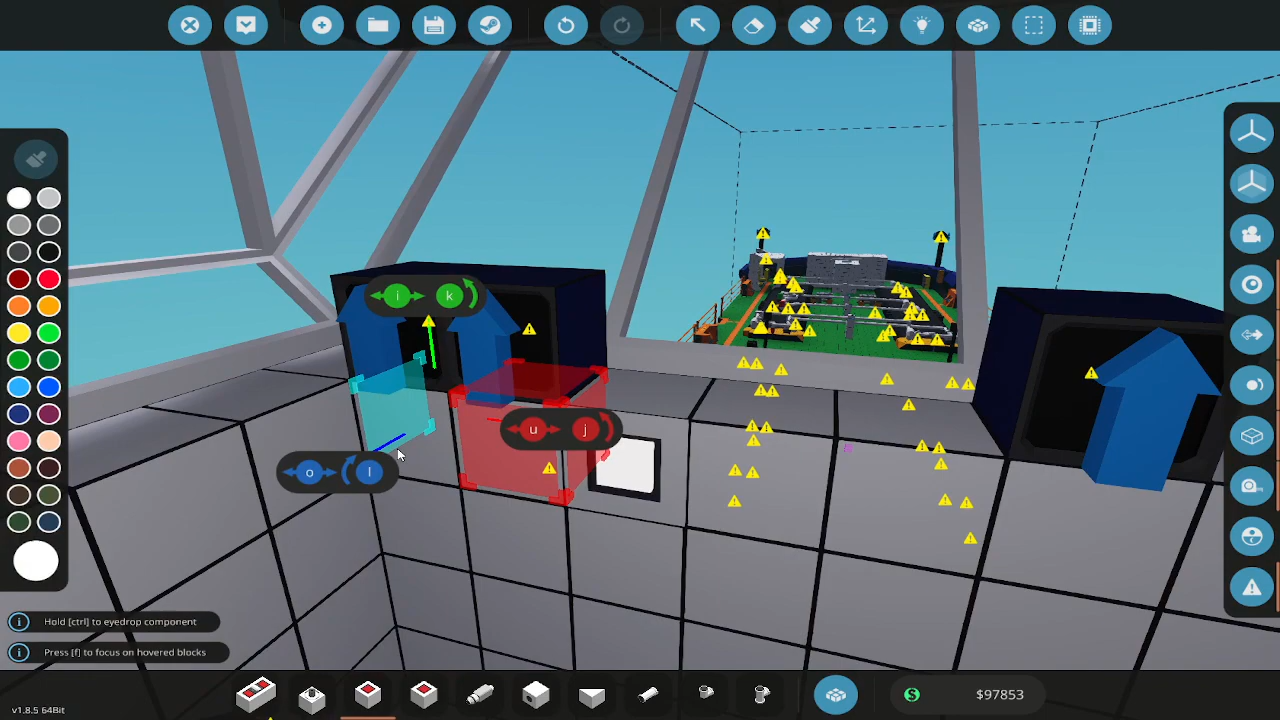 i k
u j
o l
Hold [ctrl] to eyedrop component
Press [f] to focus on hovered blocks
$ $97853
v1.8.5 64Bit